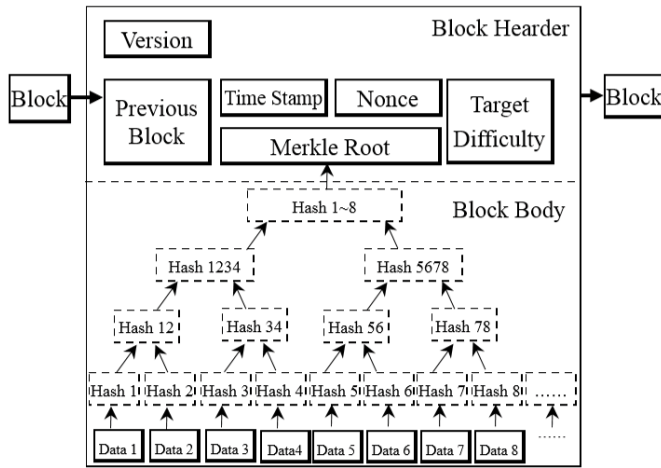 Version
Block Hearder
Block
Previous
Block
Time Stamp
Nonce
Target
Difficulty
Block
Merkle Root
Hash 1~8
Block Body
Hash 1234
Hash 5678
Hash 12
Hash 34
Hash 56
Hash 78
Hash 1
Hash 2
Hash 3
Hash 4
Hash 5
Hash 6
Hash 7
Hash 8
......
Data 1
Data 2
Data 3
Data4
Data 5
Data 6
Data 7
Data 8
......